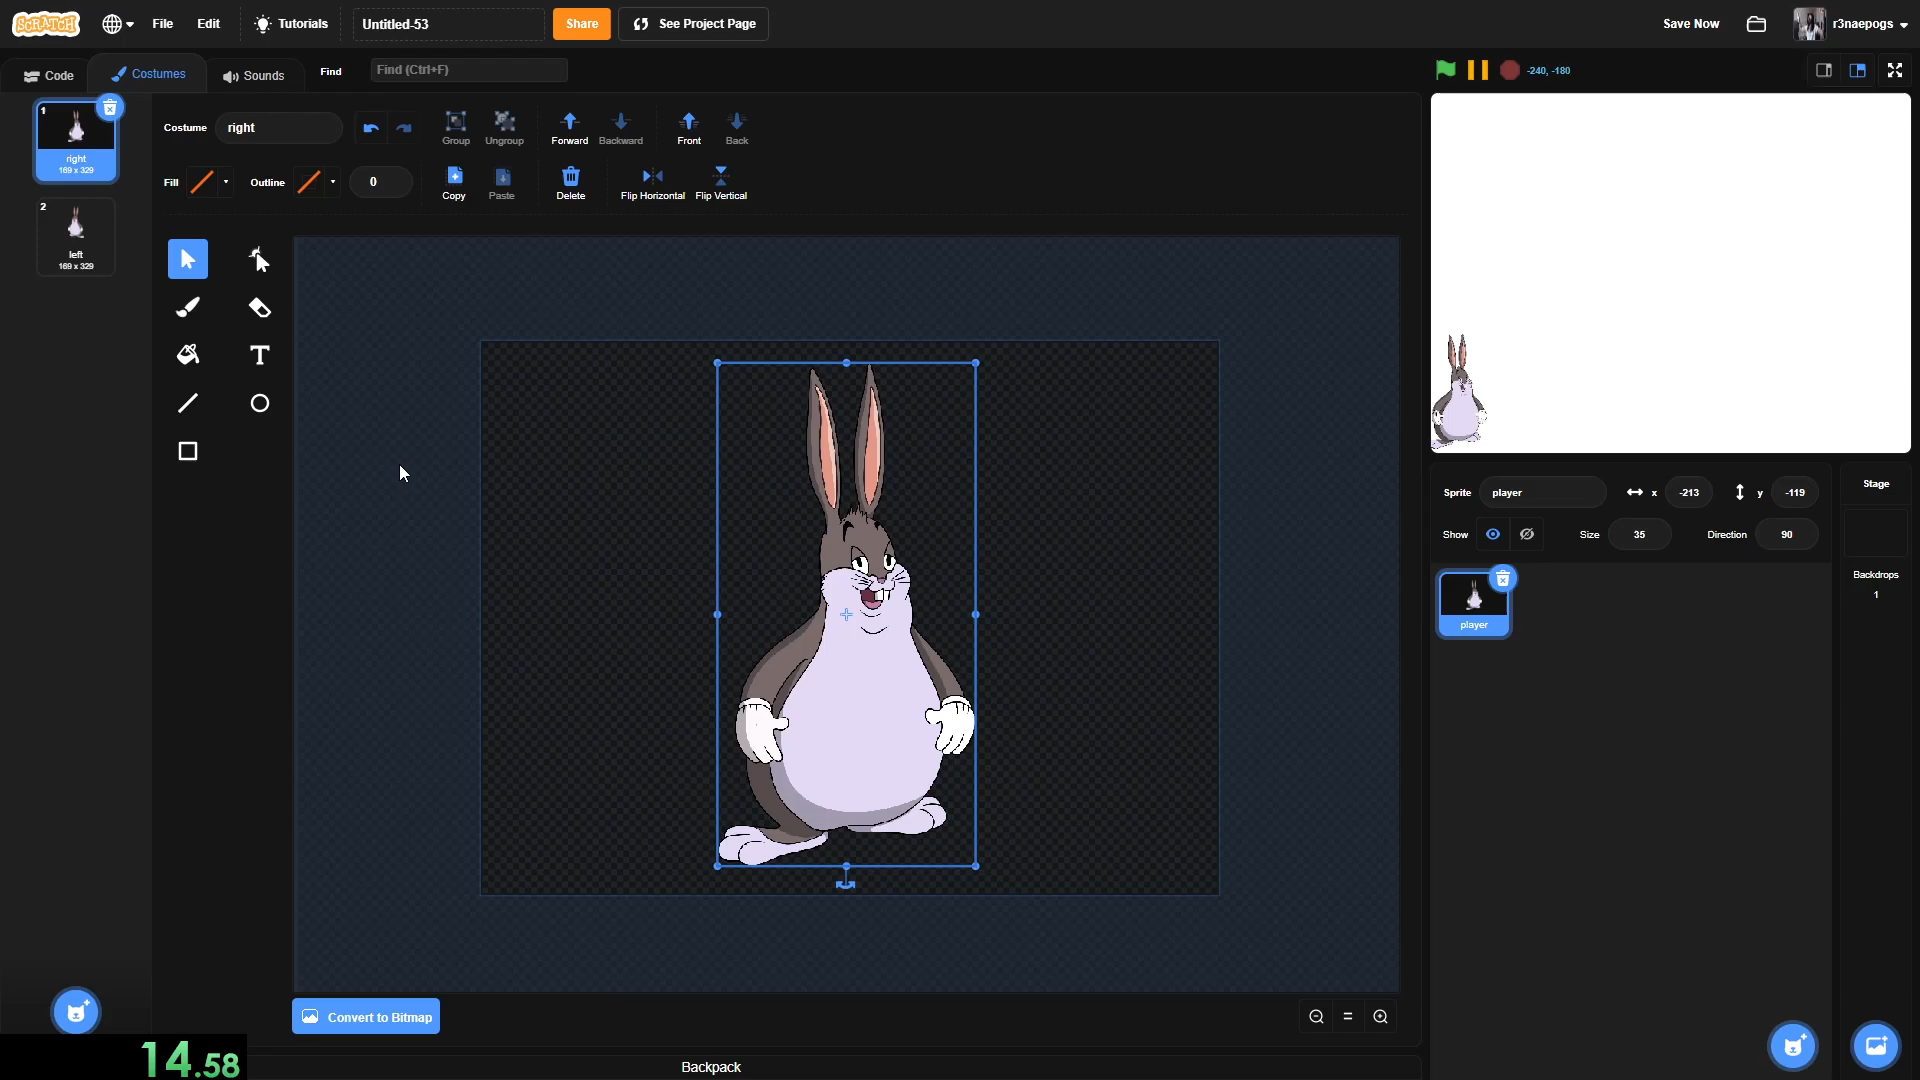 SCRATCH File Edit Tutorials Untitled-53 Share See Project Page Save Now r3naepogs
Code Costumes Sounds Find Find (Ctrl+F) -240, -180
1
right
169 x 329
2
left
169 x 329
Costume right Group Ungroup Forward Backward Front Back
Fill Outline 0 Copy Paste Delete Flip Horizontal Flip Vertical
T
Convert to Bitmap
Sprite player x -213 y -119
Show Size 35 Direction 90
player
Stage
Backdrops
1
14.58
Backpack